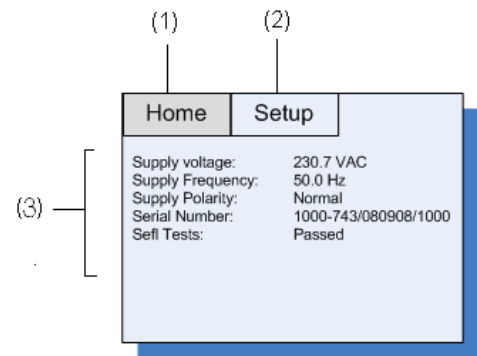 (1) (2)
Home Setup
Supply voltage: 230.7 VAC
Supply Frequency: 50.0 Hz
Supply Polarity: Normal
(3)
Serial Number: 1000-743/080908/1000
Sefl Tests: Passed